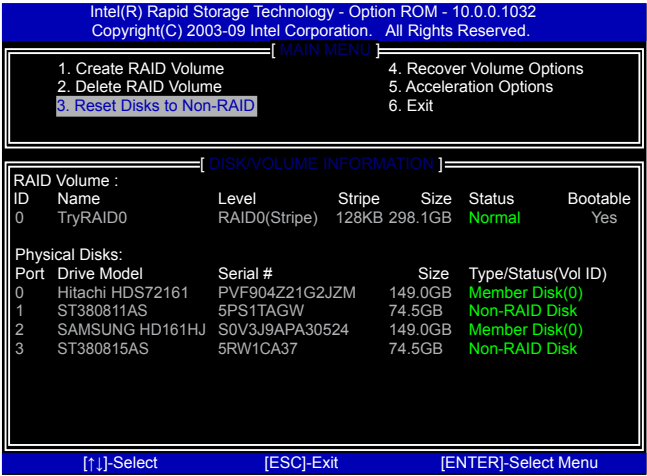 Intel(R) Rapid Storage Technology - Option ROM - 10.0.0.1032
Copyright(C) 2003-09 Intel Corporation.   All Rights Reserved.
[ MAIN MENU ]
1. Create RAID Volume 4. Recover Volume Options
2. Delete RAID Volume 5. Acceleration Options
3. Reset Disks to Non-RAID 6. Exit
[ DISK/VOLUME INFORMATION ]
RAID Volume :
ID Name Level Stripe Size Status Bootable
0 TryRAID0 RAID0(Stripe) 128KB 298.1GB Normal Yes
Physical Disks:
Port Drive Model Serial # Size Type/Status(Vol ID)
0 Hitachi HDS72161 PVF904Z21G2JZM 149.0GB Member Disk(0)
1 ST380811AS 5PS1TAGW 74.5GB Non-RAID Disk
2 SAMSUNG HD161HJ S0V3J9APA30524 149.0GB Member Disk(0)
3 ST380815AS 5RW1CA37 74.5GB Non-RAID Disk
[↑↓]-Select [ESC]-Exit [ENTER]-Select Menu